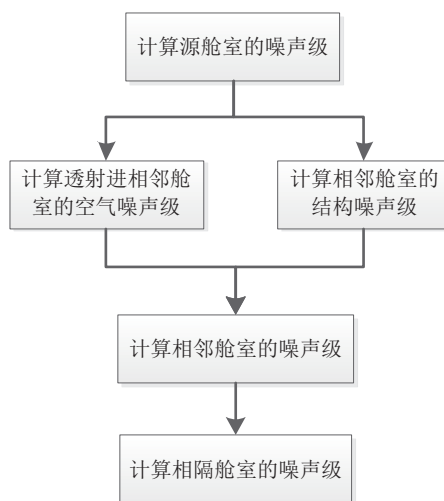 计算源舱室的噪声级
计算透射进相邻舱
室的空气噪声级
计算相邻舱室的
结构噪声级
计算相邻舱室的噪声级
计算相隔舱室的噪声级